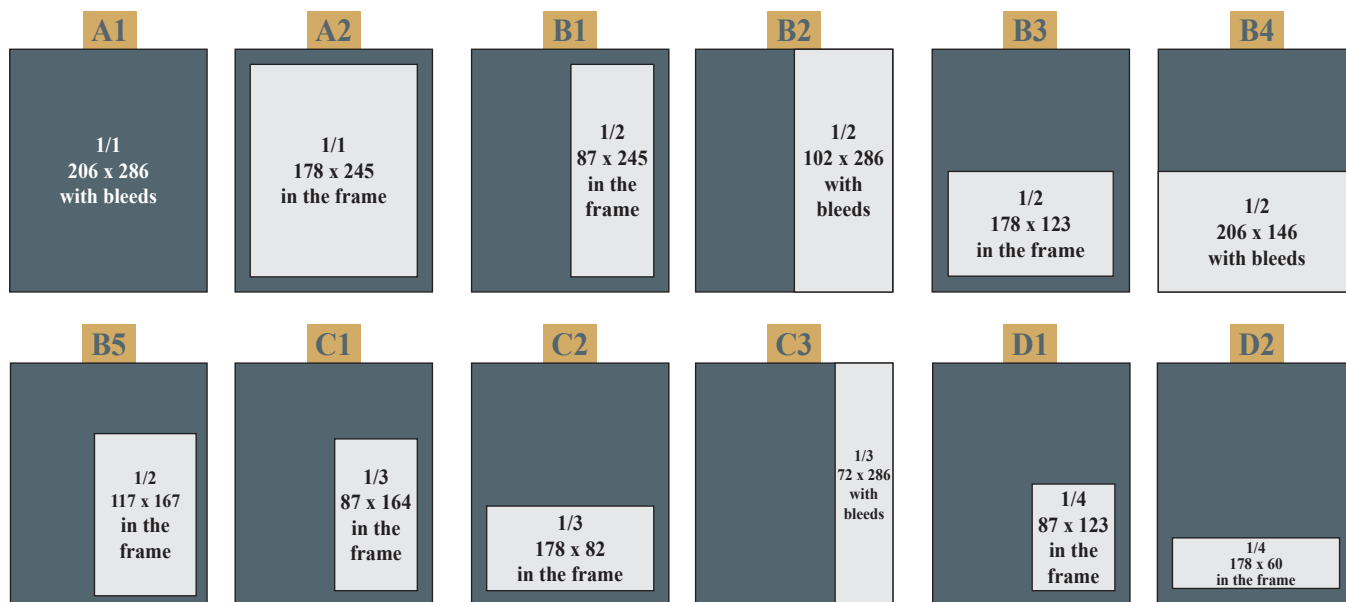 A1
A2
B1
B2
B3
B4
1/1
206 x 286
with bleeds
1/1
178 x 245
in the frame
1/2
87 x 245
in the
frame
1/2
102 x 286
with
bleeds
1/2
178 x 123
in the frame
1/2
206 x 146
with bleeds
B5
C1
C2
C3
D1
D2
1/2
117 x 167
in the
frame
1/3
87 x 164
in the
frame
1/3
178 x 82
in the frame
1/3
72 x 286
with
bleeds
1/4
87 x 123
in the
frame
1/4
178 x 60
in the frame